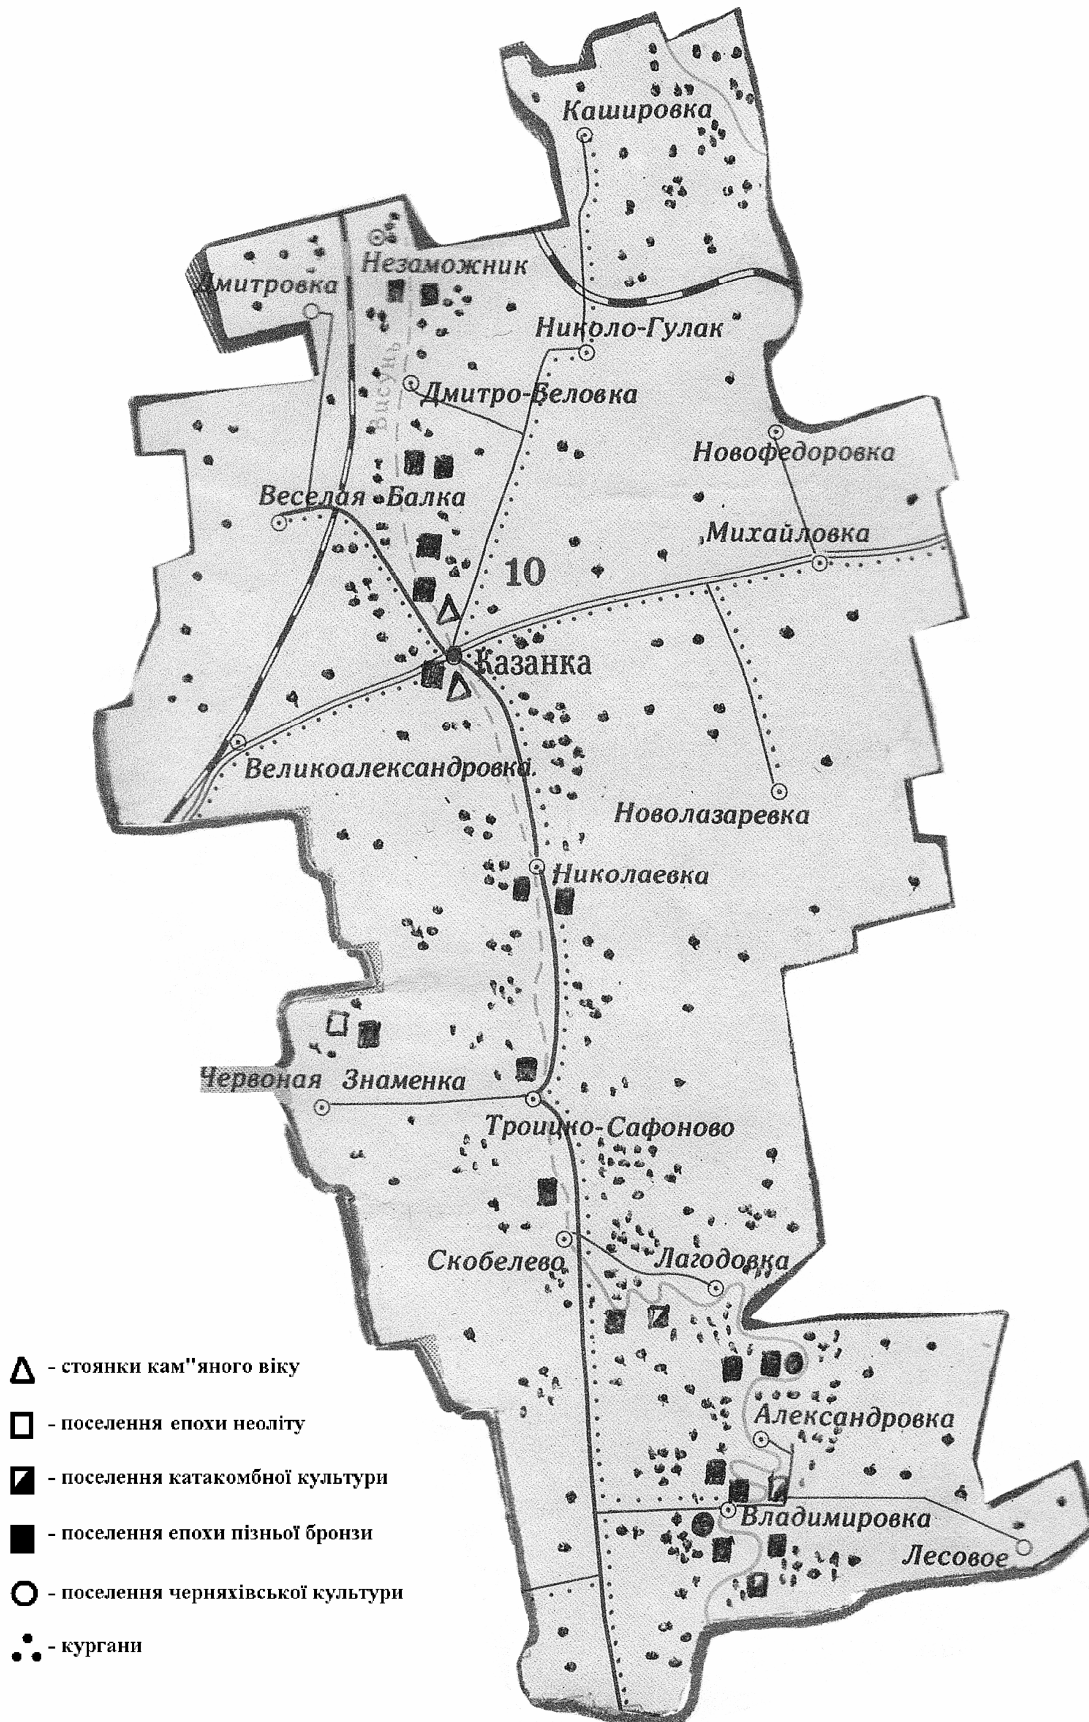 Кашировка
Незаможник
Дмитровка
Николо-Гулак
Висунь
Дмитро-Беловка
Новофедоровка
Веселая Балка
Михайловка
10
Казанка
Великоалександровка
Новолазаревка
Николаевка
Червоная Знаменка
Троицко-Сафоново
Скобелево
Лагодовка
Александровка
Владимировка
Лесовое
- стоянки кам"яного віку
- поселення епохи неоліту
- поселення катакомбної культури
- поселення епохи пізньої бронзи
- поселення черняхівської культури
- кургани